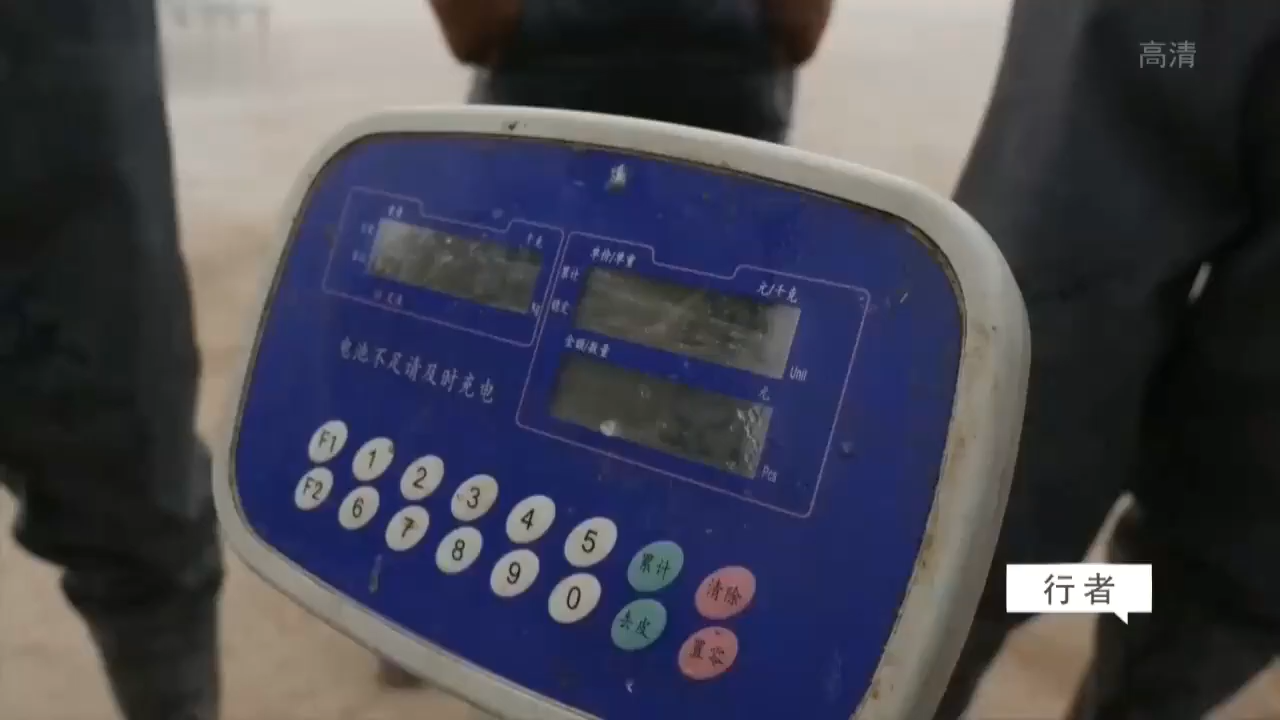 高清
单价/单重
元/千克
累计
稳定
Kg
金额/数量
Unit
元
Pcs
电池不足请及时充电
F1 1 2 3 4 5 累计 清除
F2 6 7 8 9 0 去皮 置零
行者